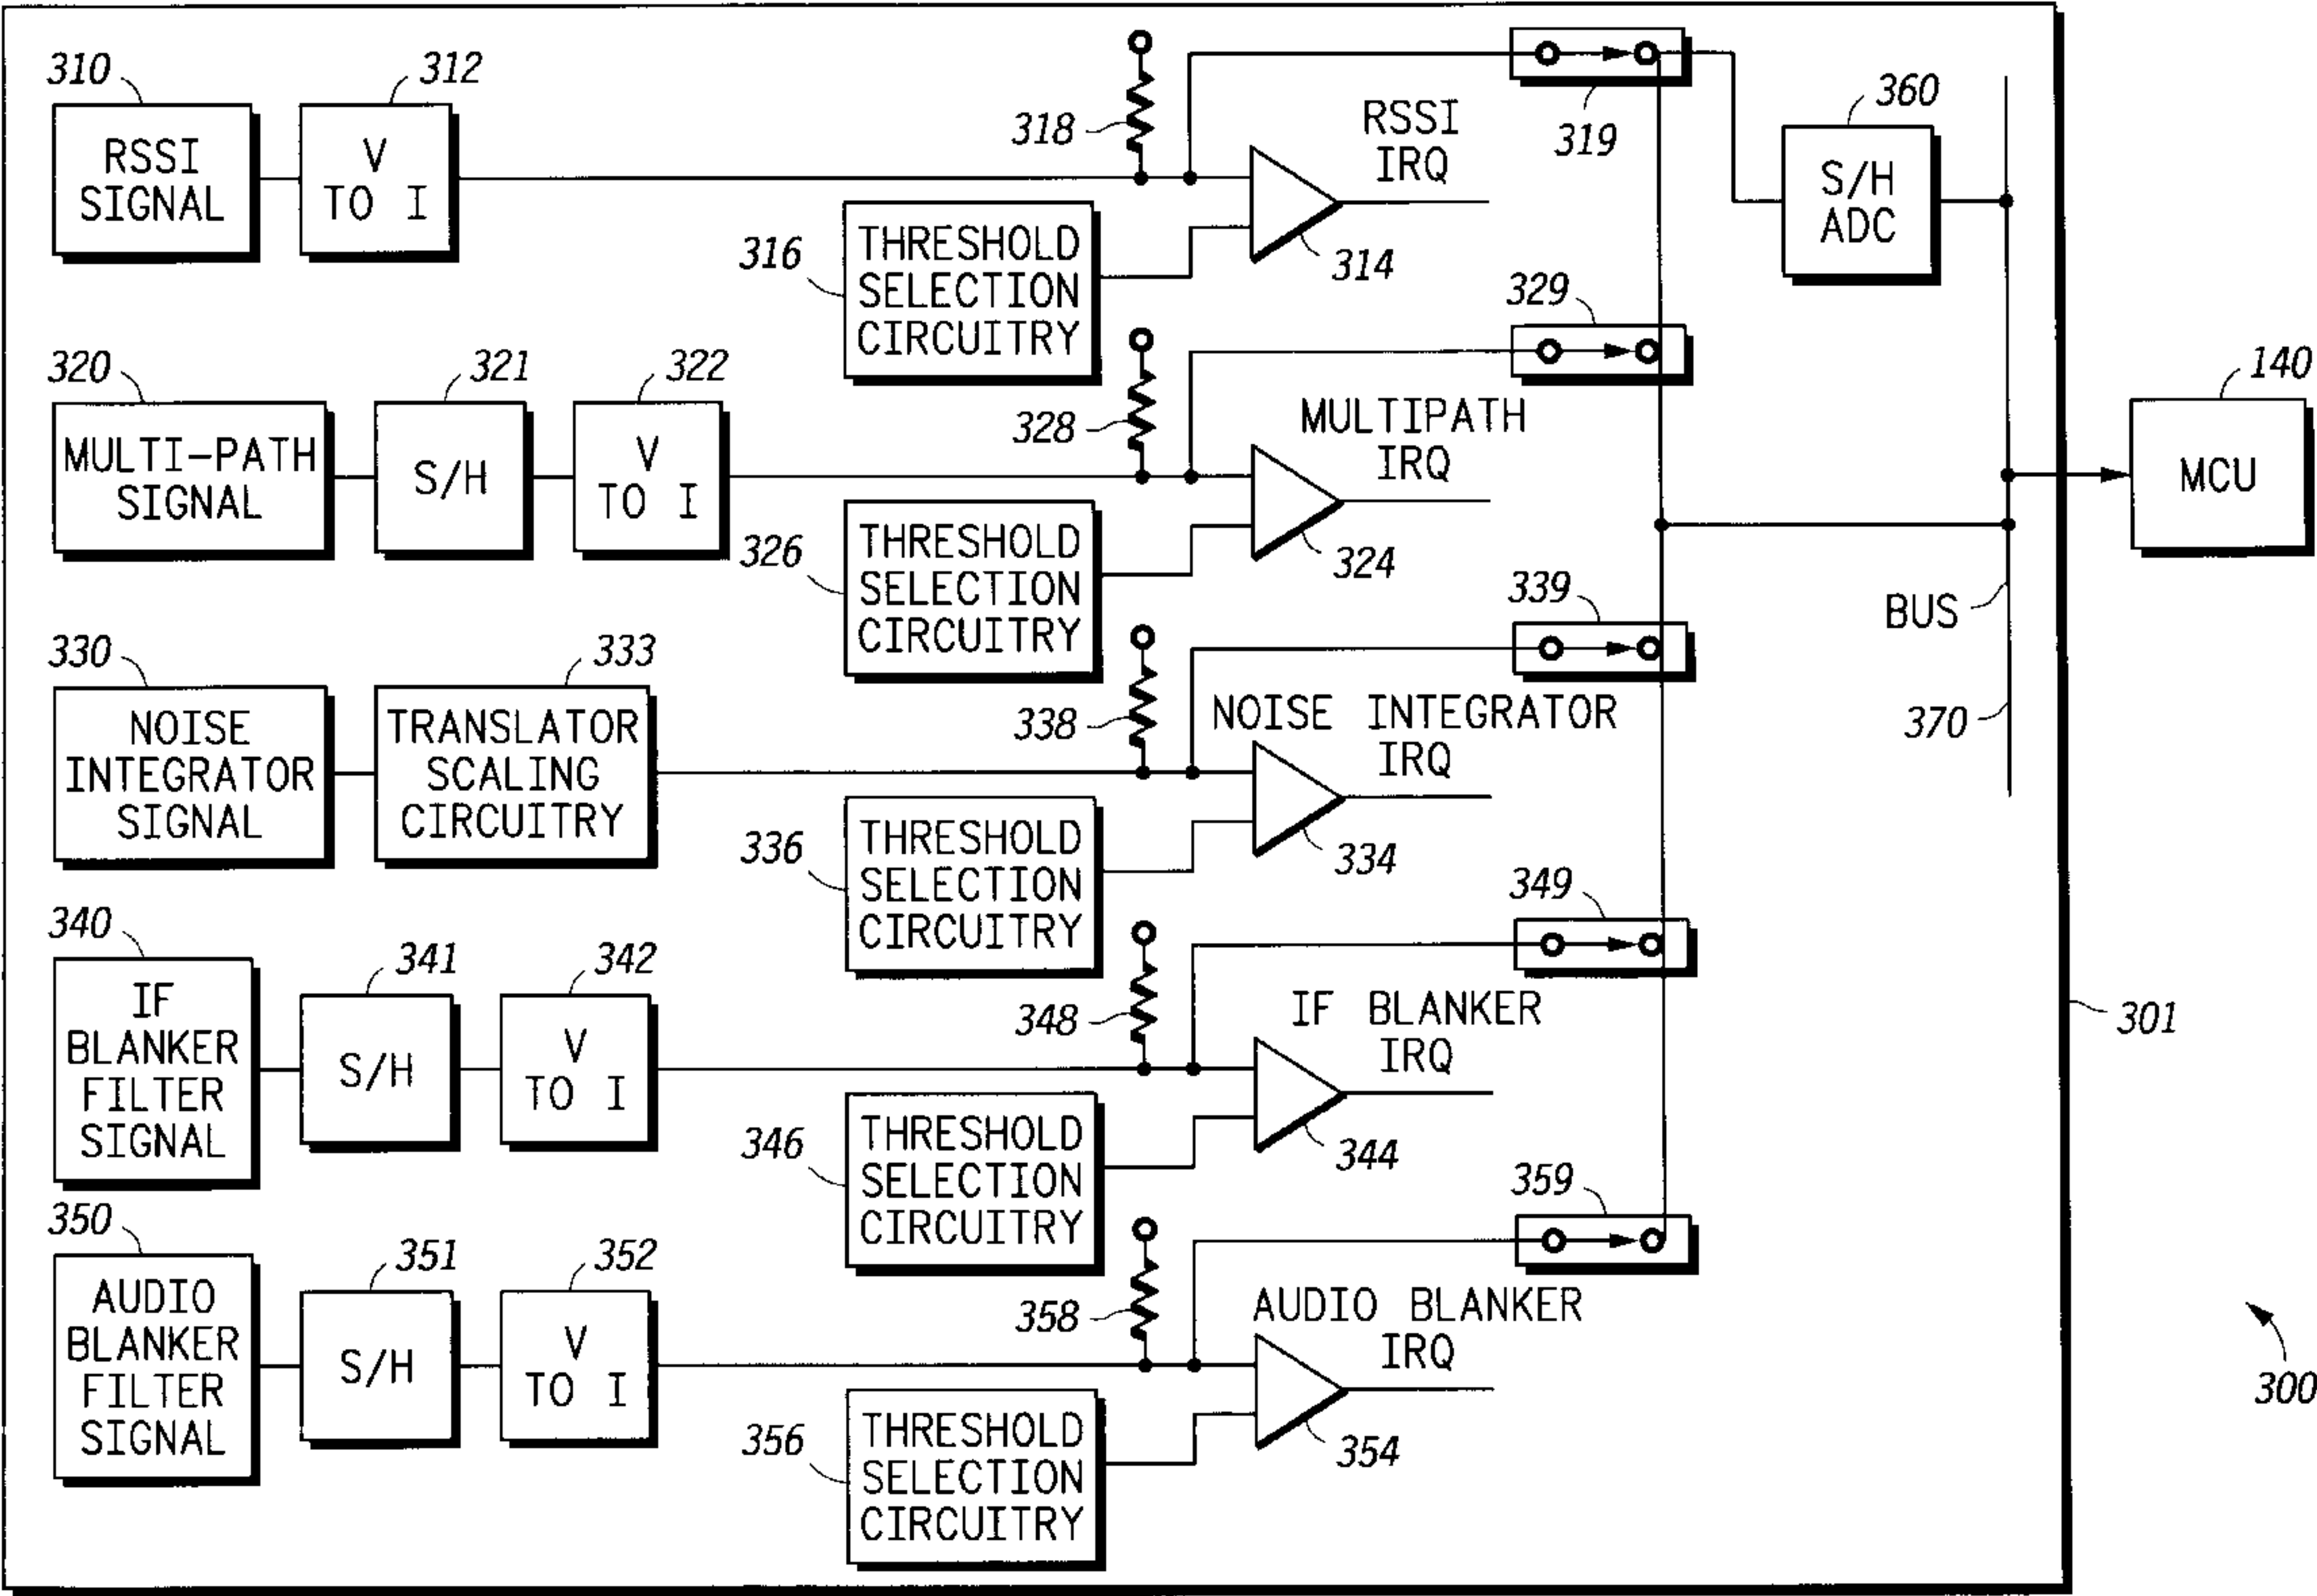 310
312
RSSI
SIGNAL
V
TO I
318
RSSI
IRQ
319
360
S/H
ADC
316
THRESHOLD
SELECTION
CIRCUITRY
314
329
320
321
322
MULTI-PATH
SIGNAL
S/H
V
TO I
328
MULTIPATH
IRQ
140
MCU
326
THRESHOLD
SELECTION
CIRCUITRY
324
339
BUS
370
330
333
NOISE
INTEGRATOR
SIGNAL
TRANSLATOR
SCALING
CIRCUITRY
338
NOISE INTEGRATOR
IRQ
336
THRESHOLD
SELECTION
CIRCUITRY
334
349
340
341
342
IF
BLANKER
FILTER
SIGNAL
S/H
V
TO I
348
IF BLANKER
IRQ
301
346
THRESHOLD
SELECTION
CIRCUITRY
344
359
350
351
352
AUDIO
BLANKER
FILTER
SIGNAL
S/H
V
TO I
358
AUDIO BLANKER
IRQ
300
356
THRESHOLD
SELECTION
CIRCUITRY
354